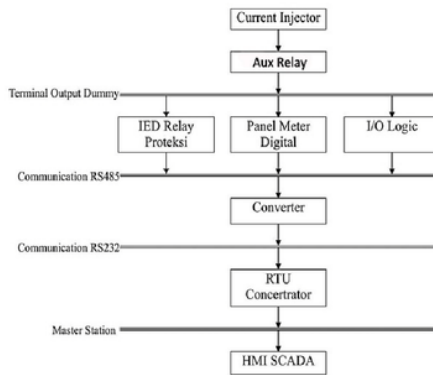 Current Injector
Aux Relay
Terminal Output Dummy
IED Relay
Proteksi
Panel Meter
Digital
I/O Logic
Communication RS485
Converter
Communication RS232
RTU
Concertrator
Master Station
HMI SCADA